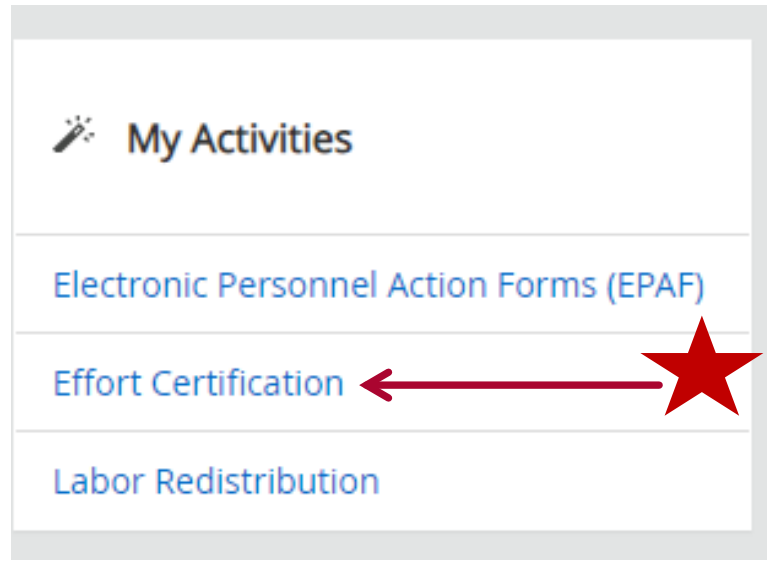 My Activities
Electronic Personnel Action Forms (EPAF)
Effort Certification
Labor Redistribution